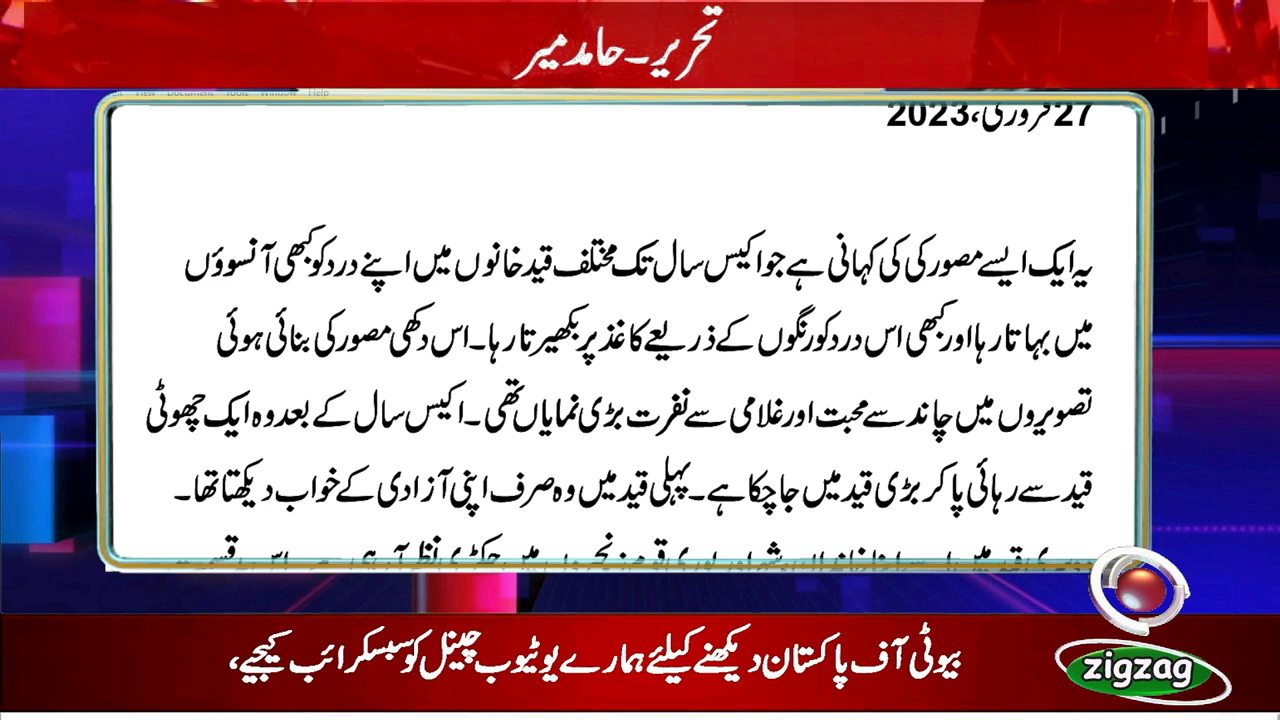 تحریر۔حامد میر
27 فروری،2023
یہ ایک ایسے مصور کی کی کہانی ہے جو اکیس سال تک مختلف قید خانوں میں اپنے درد کو کبھی آنسوؤں
میں بہاتا رہا اور کبھی اس درد کو رنگوں کے ذریعے کاغذ پر بکھیرتا رہا۔اس دکھی مصور کی بنائی ہوئی
تصویروں میں چاند سے محبت اور غلامی سے نفرت بڑی نمایاں تھی۔اکیس سال کے بعد وہ ایک چھوٹی
قید سے رہائی پا کر بڑی قید میں جا چکا ہے۔پہلی قید میں وہ صرف اپنی آزادی کے خواب دیکھتا تھا۔
بیوٹی آف پاکستان دیکھنے کیلئے ہمارے یوٹیوب چینل کو سبسکرائب کیجیے،
zigzag